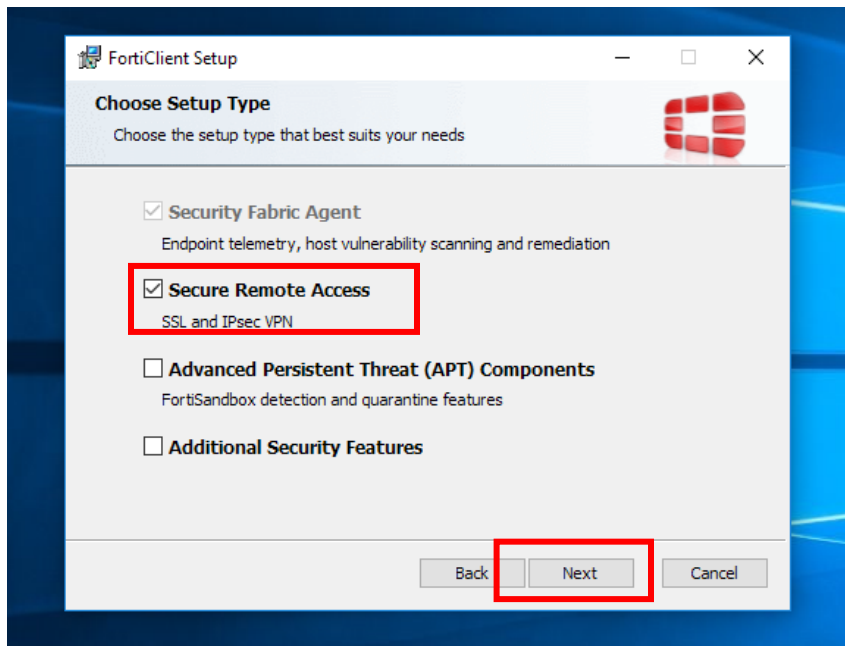 FortiClient Setup
Choose Setup Type
Choose the setup type that best suits your needs
Security Fabric Agent
Endpoint telemetry, host vulnerability scanning and remediation
Secure Remote Access
SSL and IPsec VPN
Advanced Persistent Threat (APT) Components
FortiSandbox detection and quarantine features
Additional Security Features
Back Next Cancel